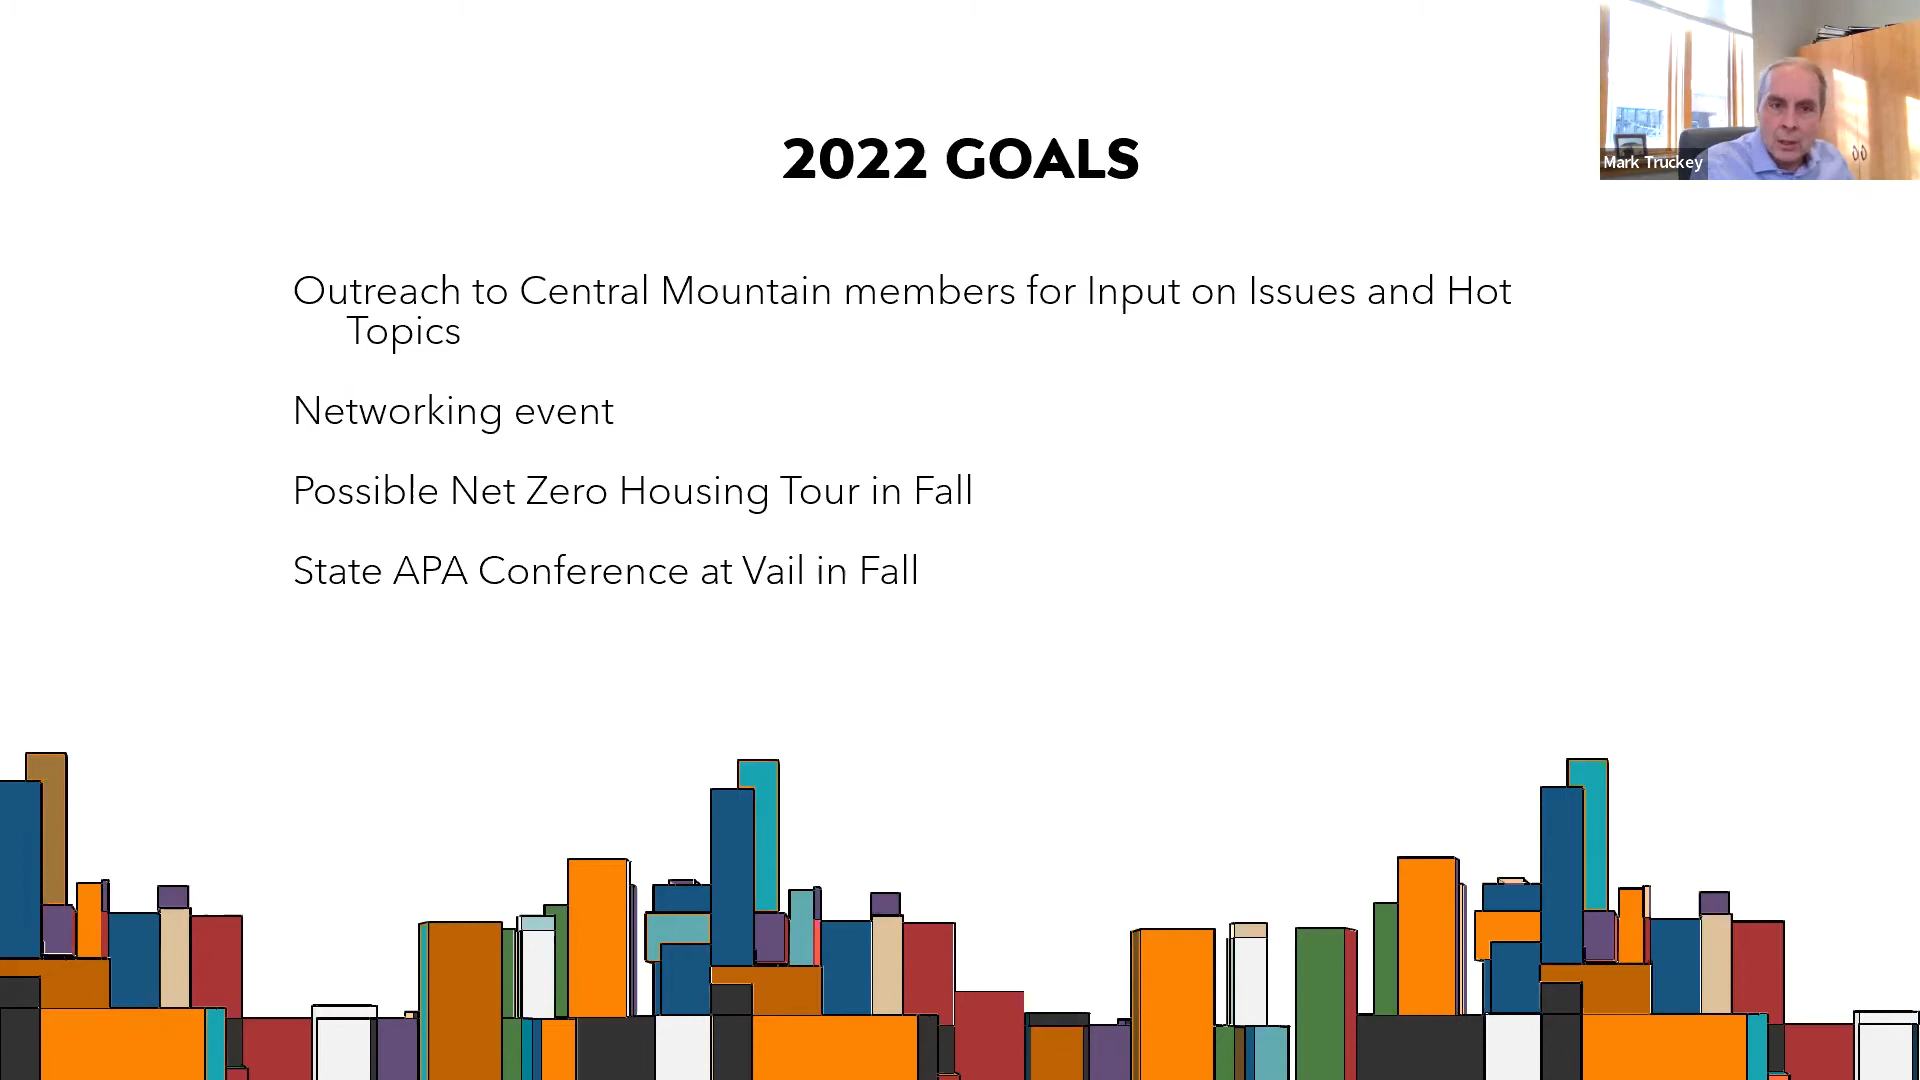 2022 GOALS
Mark Truckey
Outreach to Central Mountain members for Input on Issues and Hot
Topics
Networking event
Possible Net Zero Housing Tour in Fall
State APA Conference at Vail in Fall